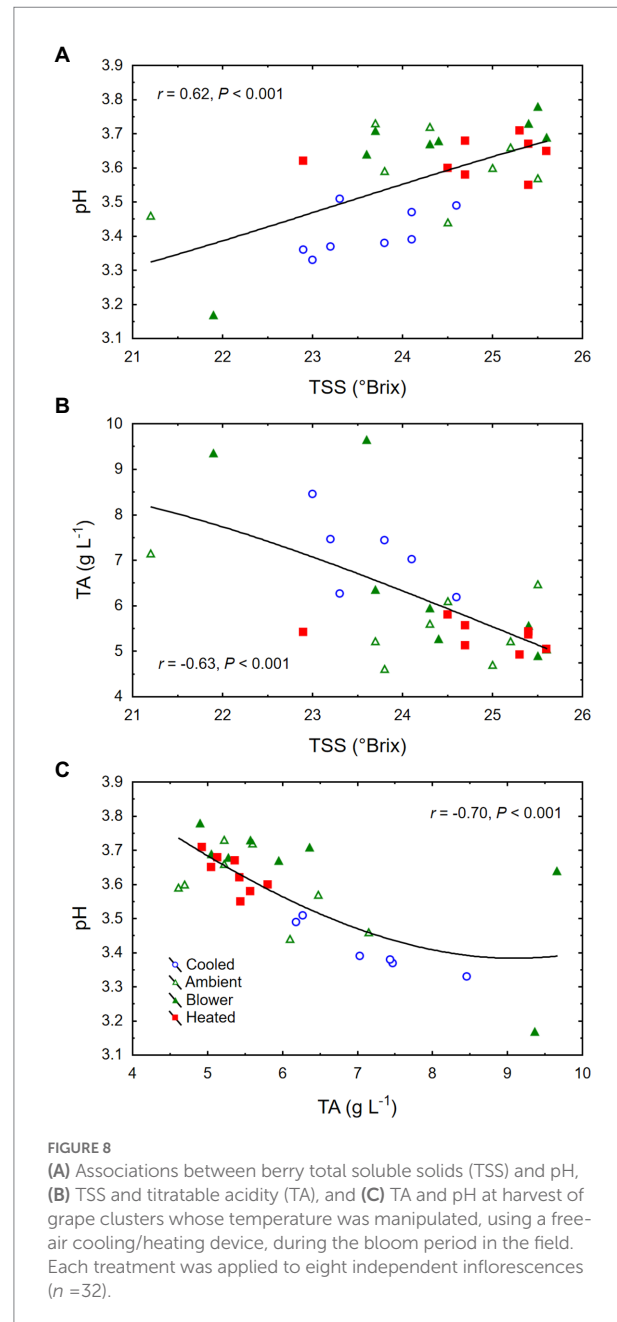 A
3.9
3.8
3.7
3.6
3.5
3.4
3.3
3.2
3.1
pH
r = 0.62, P < 0.001
21 22 23 24 25 26
TSS (°Brix)
B
10
9
8
7
6
5
4
TA (g L⁻¹)
r = -0.63, P < 0.001
21 22 23 24 25 26
TSS (°Brix)
C
3.9
3.8
3.7
3.6
3.5
3.4
3.3
3.2
3.1
pH
r = -0.70, P < 0.001
Cooled
Ambient
Blower
Heated
4 5 6 7 8 9 10
TA (g L⁻¹)
FIGURE 8
(A) Associations between berry total soluble solids (TSS) and pH,
(B) TSS and titratable acidity (TA), and (C) TA and pH at harvest of
grape clusters whose temperature was manipulated, using a free-
air cooling/heating device, during the bloom period in the field.
Each treatment was applied to eight independent inflorescences
(n =32).